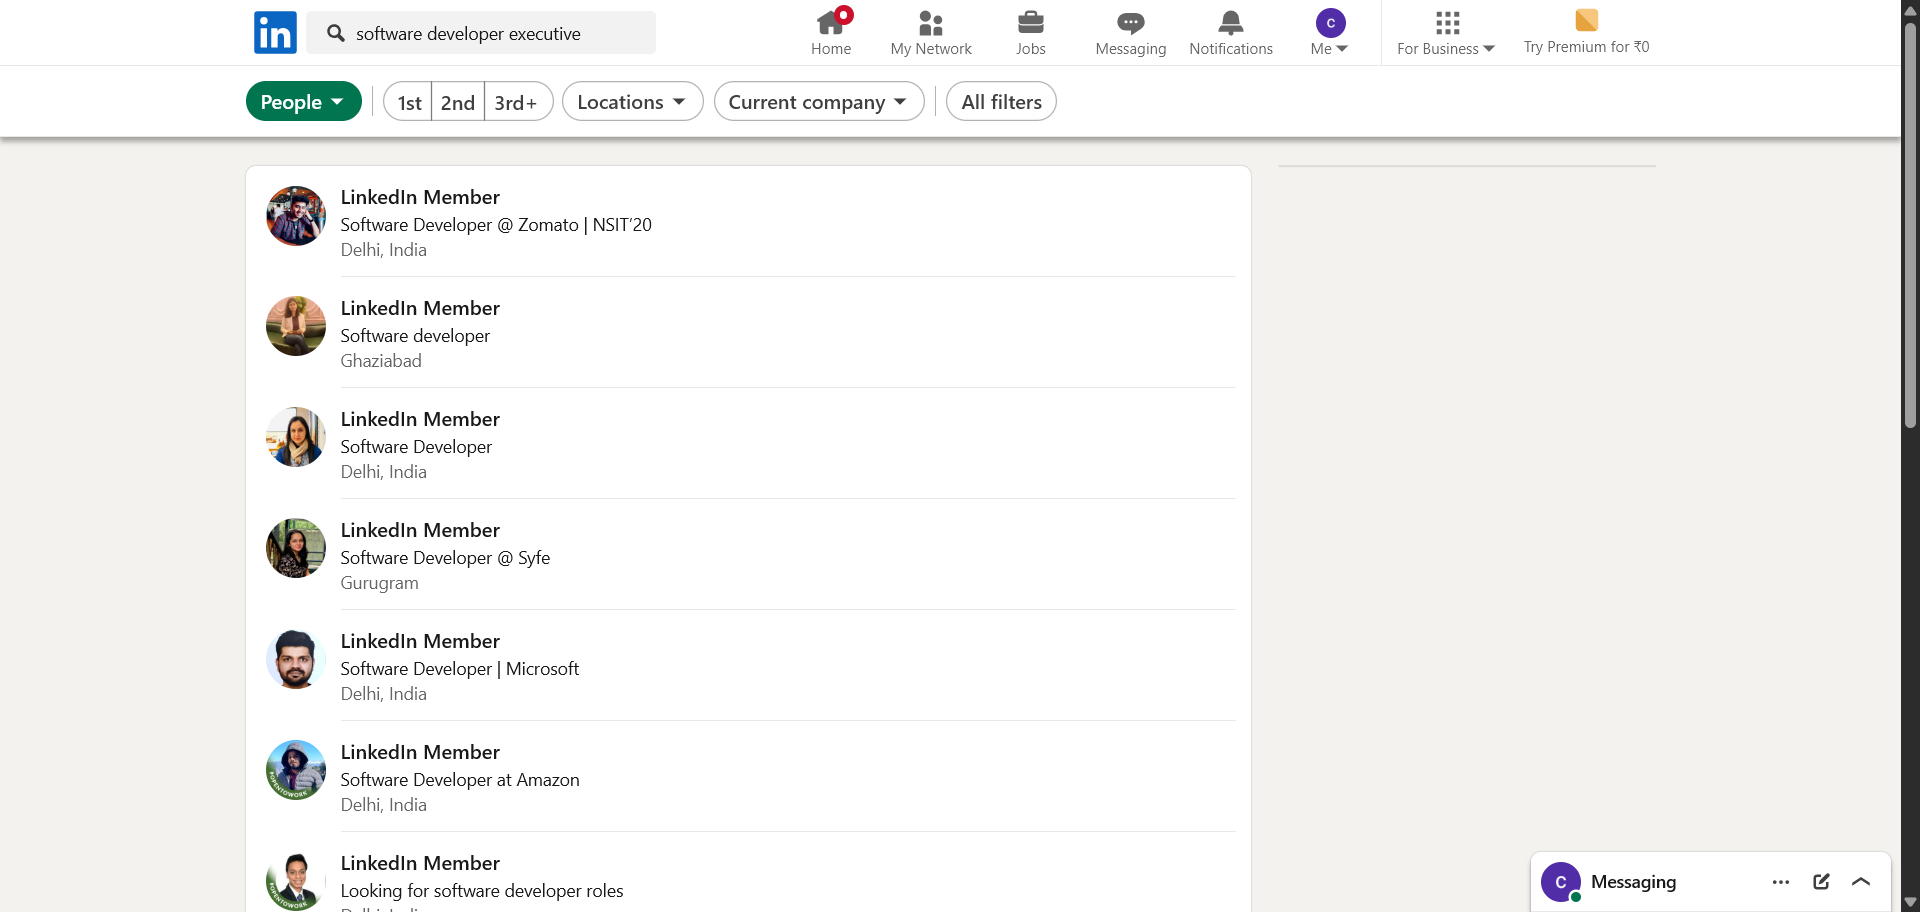 in
software developer executive
Home
My Network
Jobs
Messaging
Notifications
C
Me
For Business
Try Premium for ₹0
People
1st
2nd
3rd+
Locations
Current company
All filters
LinkedIn Member
Software Developer @ Zomato | NSIT'20
Delhi, India
LinkedIn Member
Software developer
Ghaziabad
LinkedIn Member
Software Developer
Delhi, India
LinkedIn Member
Software Developer @ Syfe
Gurugram
LinkedIn Member
Software Developer | Microsoft
Delhi, India
#OPENTOWORK
LinkedIn Member
Software Developer at Amazon
Delhi, India
#OPENTOWORK
LinkedIn Member
Looking for software developer roles
C
Messaging